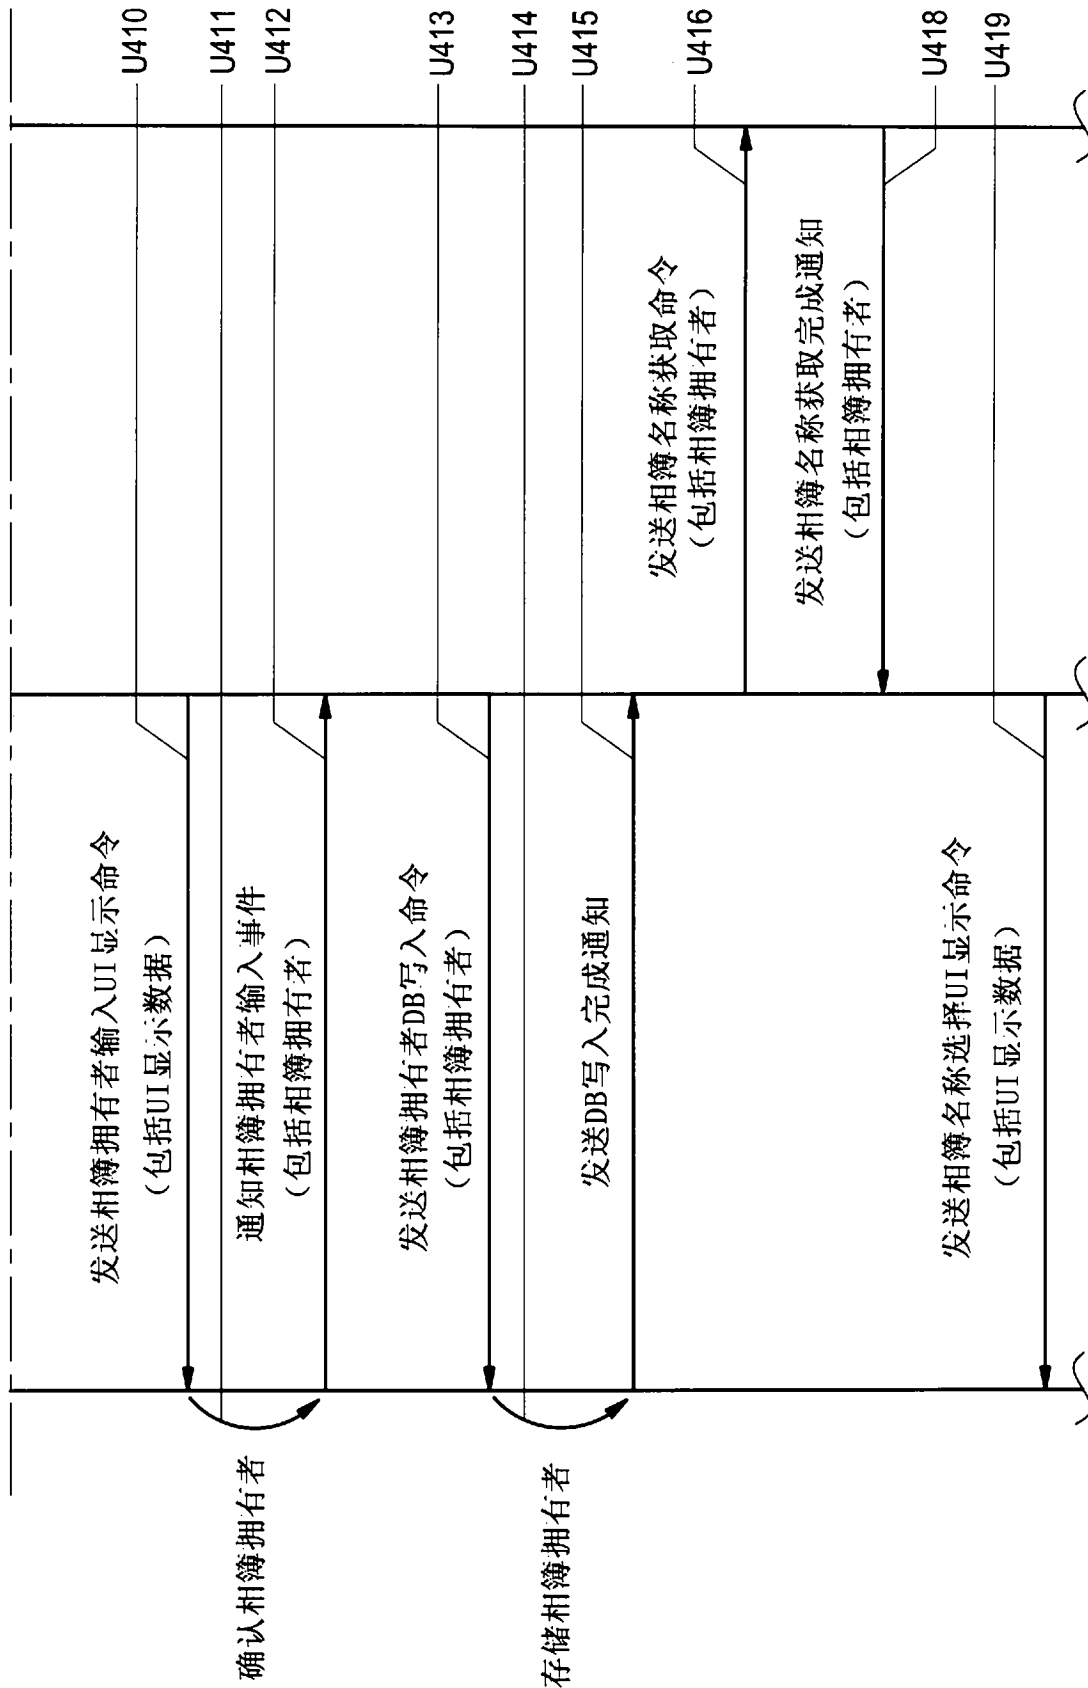 U410
U411
U412
U413
U414
U415
U416
U418
U419
发送相簿拥有者输入UI显示命令
（包括UI显示数据）
通知相簿拥有者输入事件
（包括相簿拥有者）
确认相簿拥有者
发送相簿拥有者DB写入命令
（包括相簿拥有者）
发送DB写入完成通知
存储相簿拥有者
发送相簿名称获取命令
（包括相簿拥有者）
发送相簿名称获取完成通知
（包括相簿拥有者）
发送相簿名称选择UI显示命令
（包括UI显示数据）